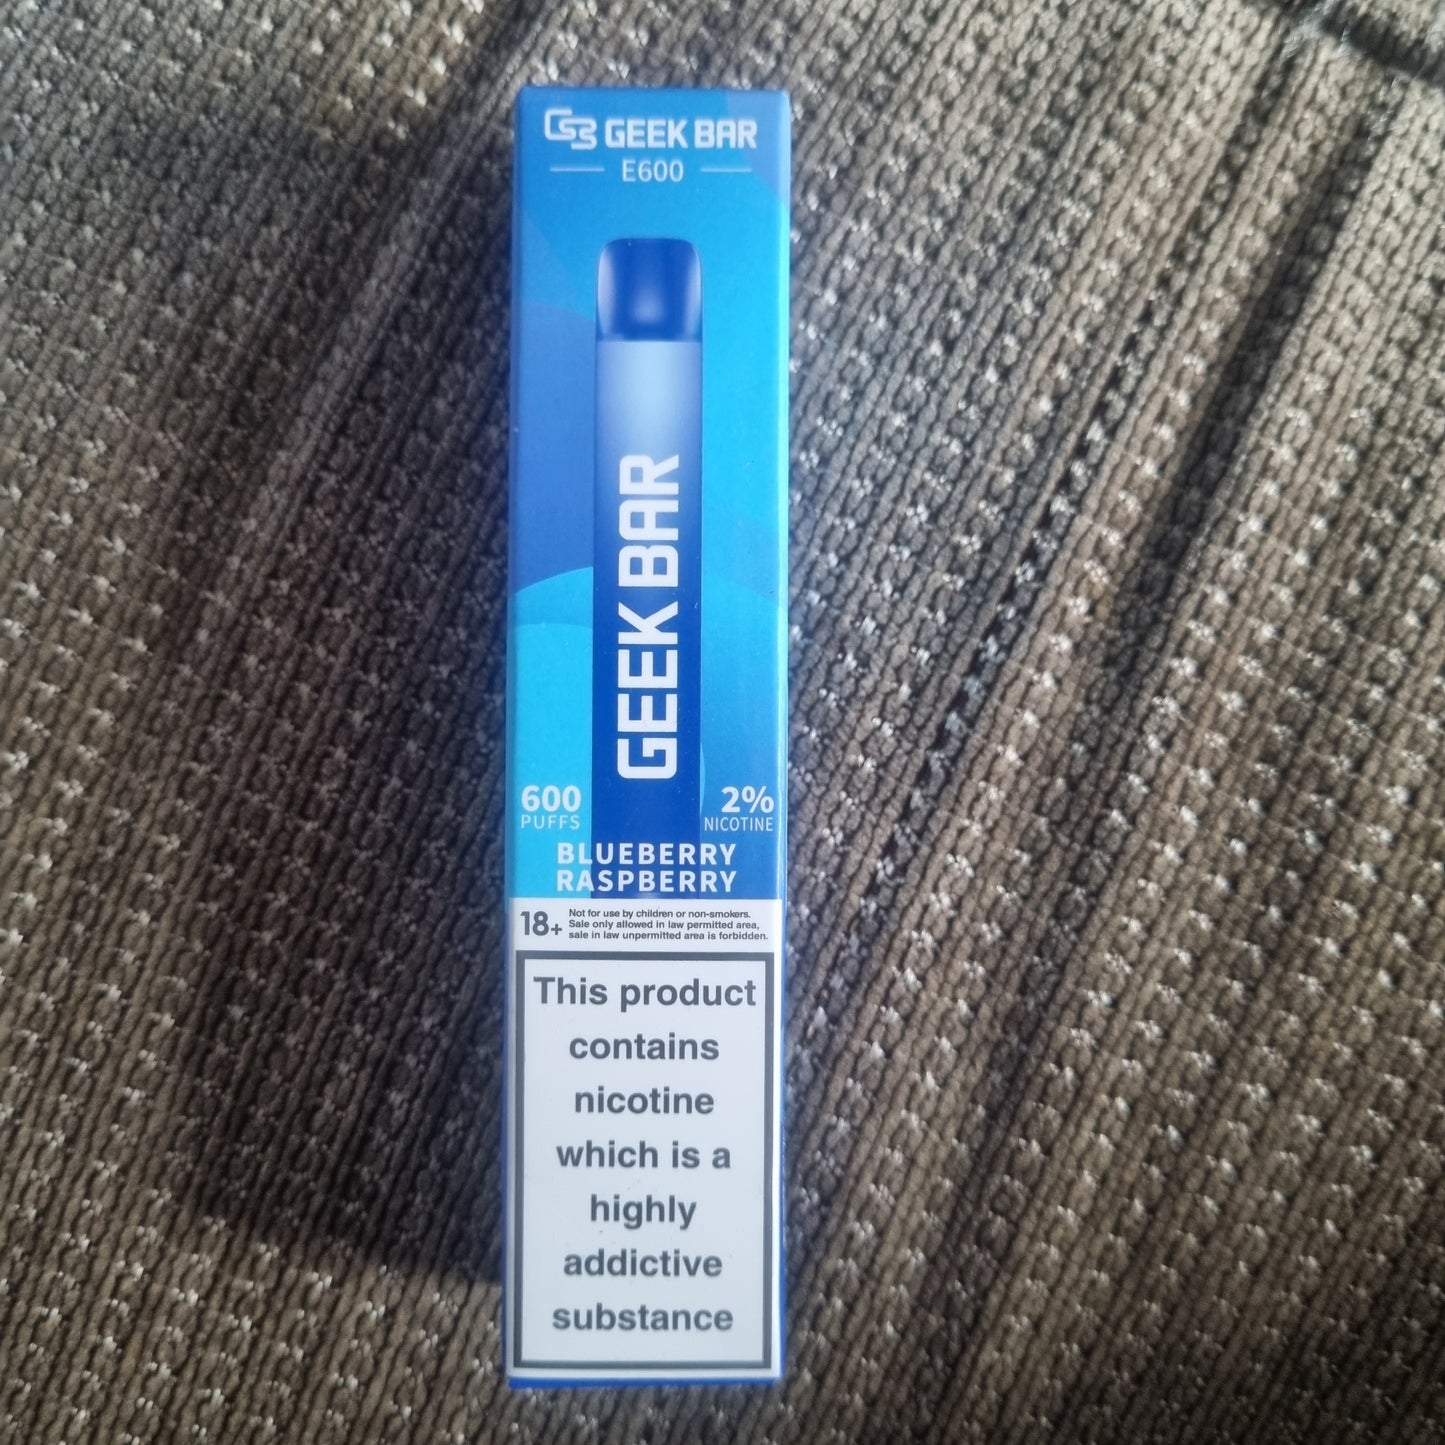 GEEK BAR
E600
GEEK BAR
600
PUFFS
2%
NICOTINE
BLUEBERRY
RASPBERRY
18+
Not for use by children or non-smokers.
Sale only allowed in law permitted area,
sale in law unpermitted area is forbidden.
This product
contains
nicotine
which is a
highly
addictive
substance